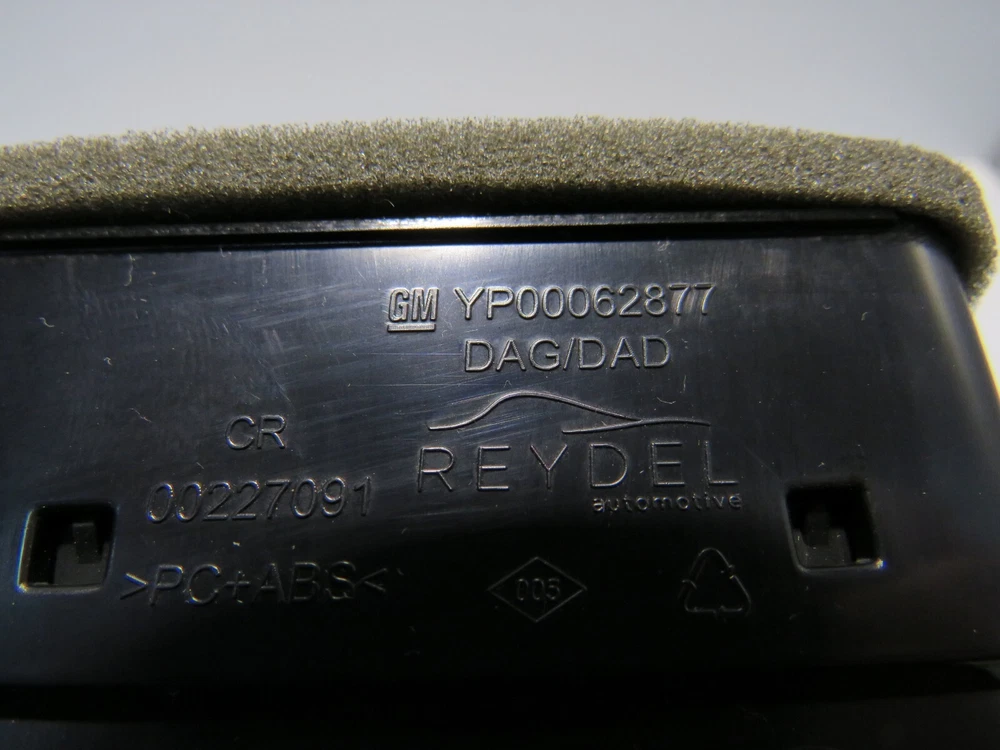 GM YP00062877
DAG/DAD
REYDEL
automotive
CR
00227091
>PC+ABS<
005